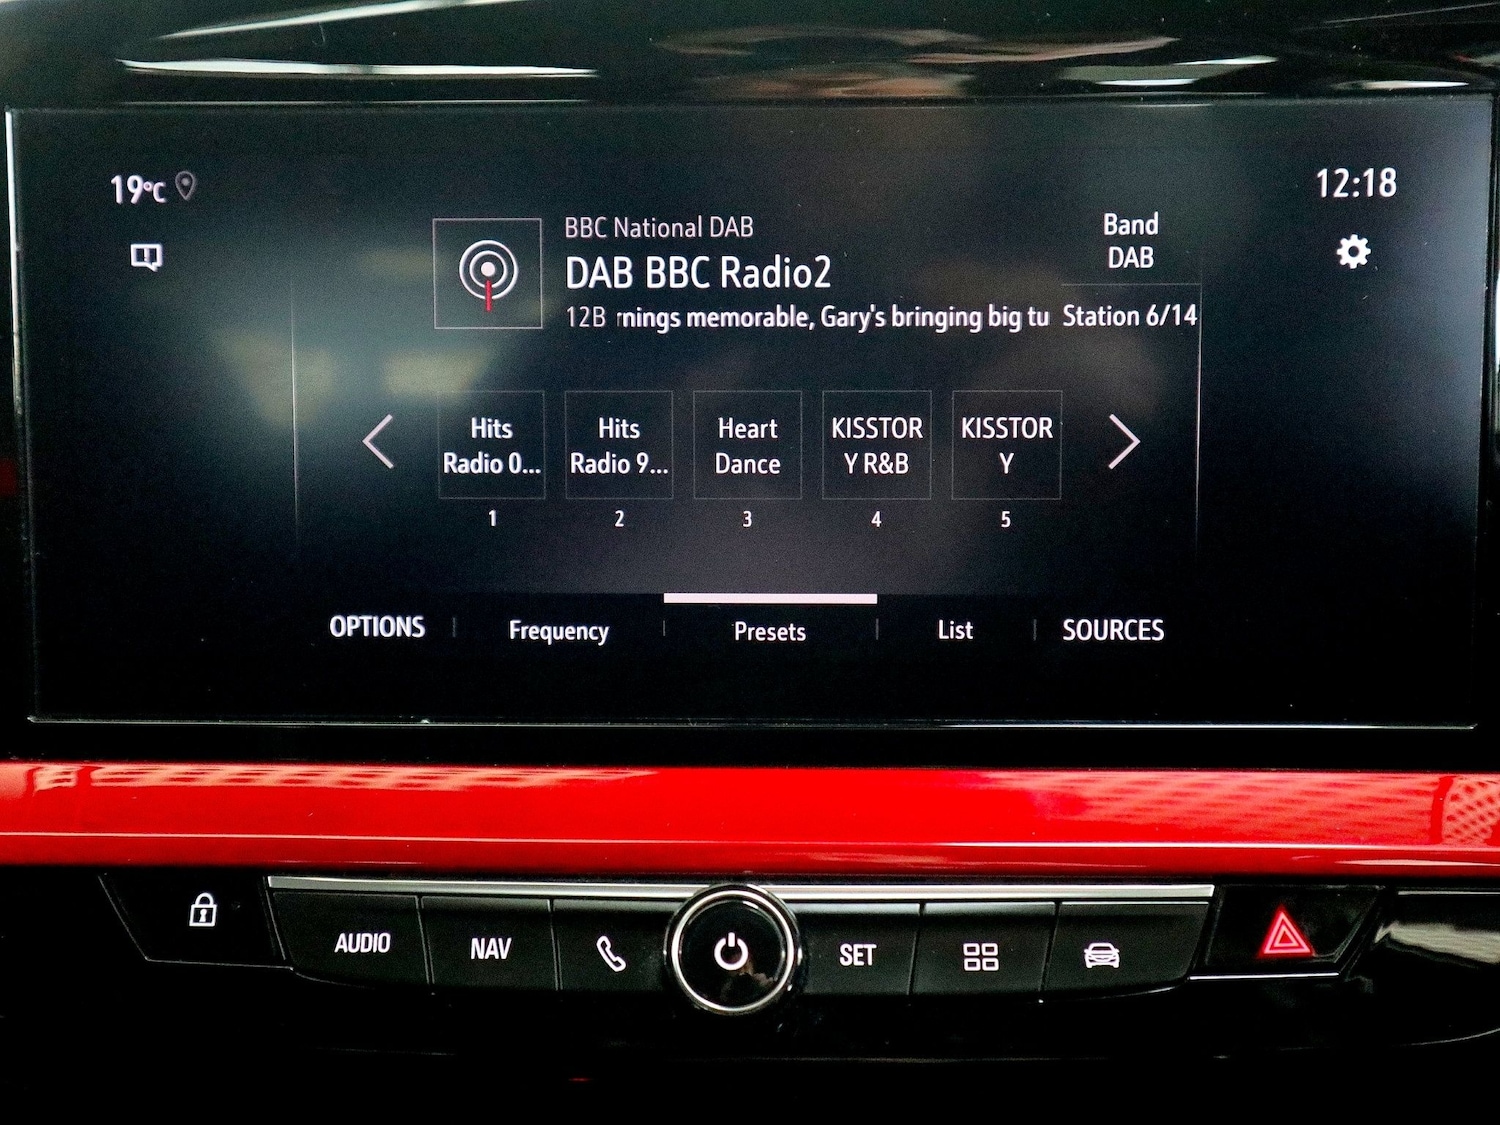 19°C
12:18
BBC National DAB
DAB BBC Radio2
12B rnings memorable, Gary's bringing big tu
Band
DAB
Station 6/14
Hits
Radio 0...
1
Hits
Radio 9...
2
Heart
Dance
3
KISSTOR
Y R&B
4
KISSTOR
Y
5
OPTIONS
Frequency
Presets
List
SOURCES
AUDIO
NAV
SET